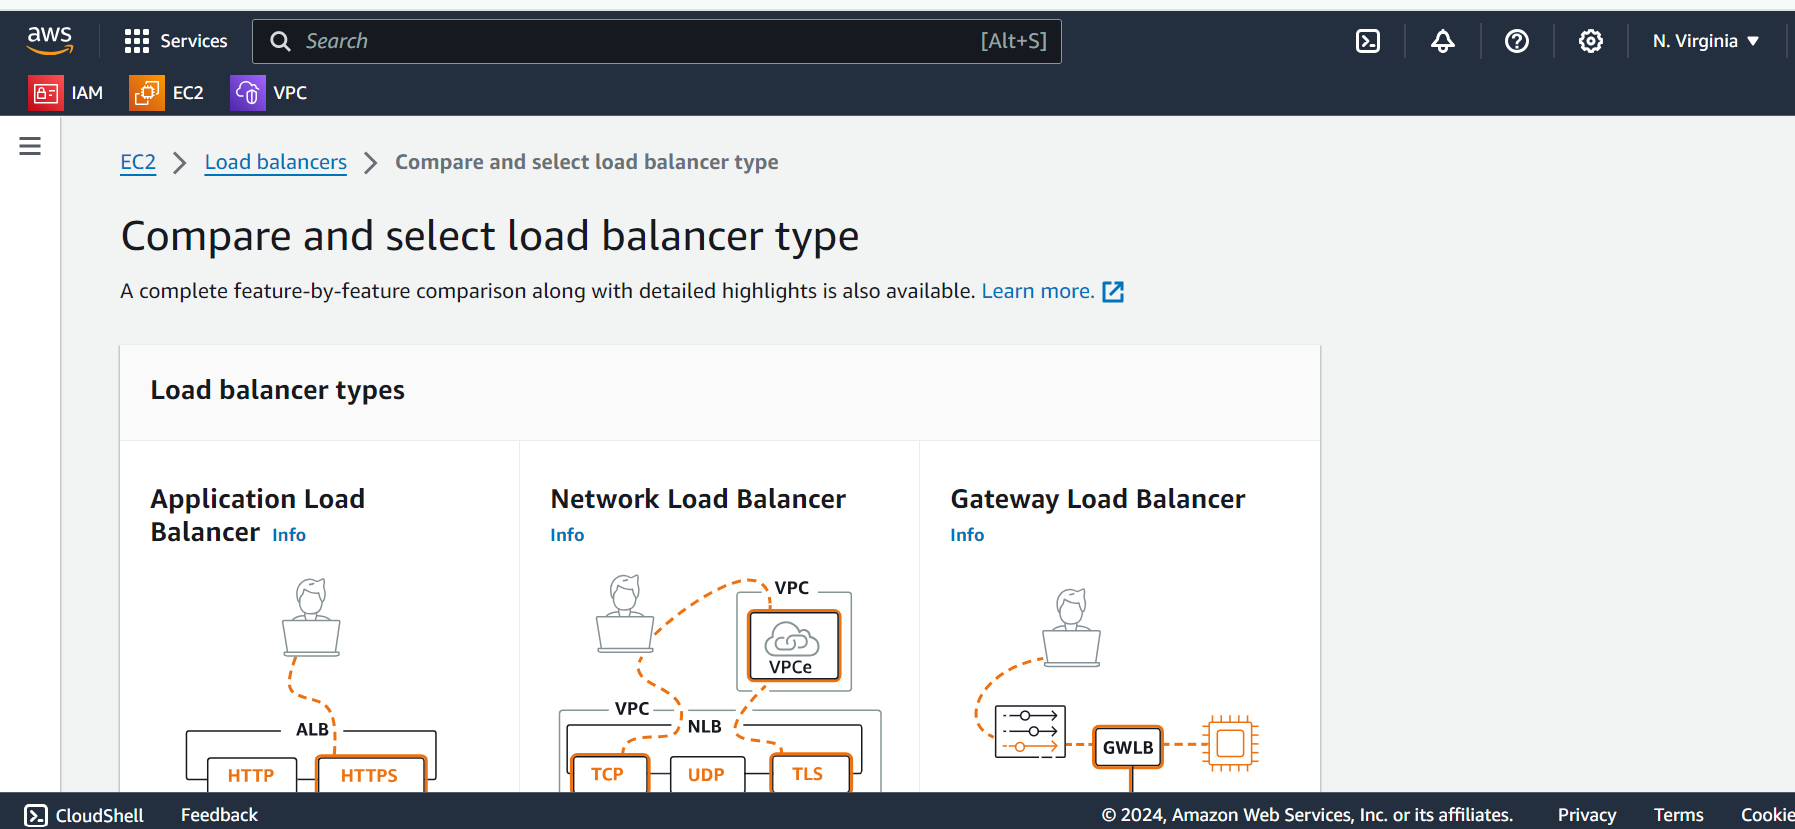 aws
Services
Search
[Alt+S]
N. Virginia
IAM
EC2
VPC
EC2
Load balancers
Compare and select load balancer type
Compare and select load balancer type
A complete feature-by-feature comparison along with detailed highlights is also available. Learn more.
Load balancer types
Application Load
Balancer Info
VPC
VPCe
ALB
HTTP
HTTPS
Network Load Balancer
Info
VPC
NLB
TCP
UDP
TLS
Gateway Load Balancer
Info
GWLB
CloudShell
Feedback
© 2024, Amazon Web Services, Inc. or its affiliates.
Privacy
Terms
Cookie